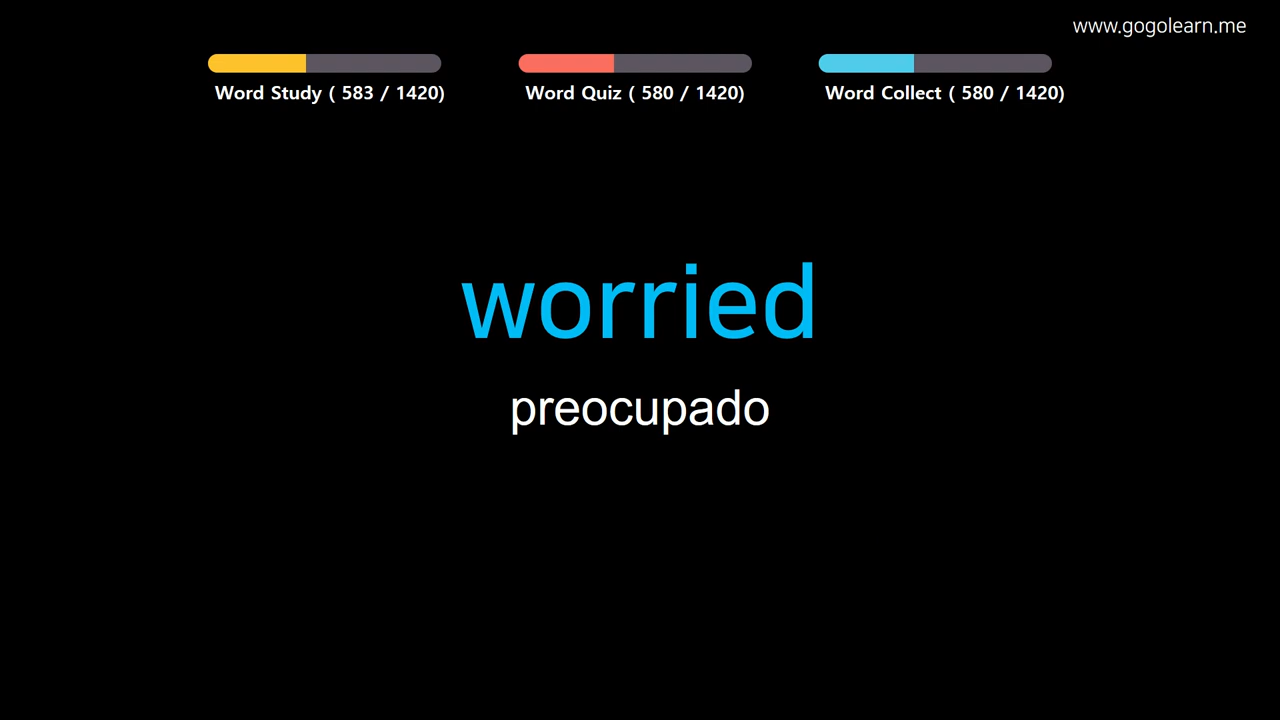 www.gogolearn.me
Word Study ( 583 / 1420)
Word Quiz ( 580 / 1420)
Word Collect ( 580 / 1420)
worried
preocupado